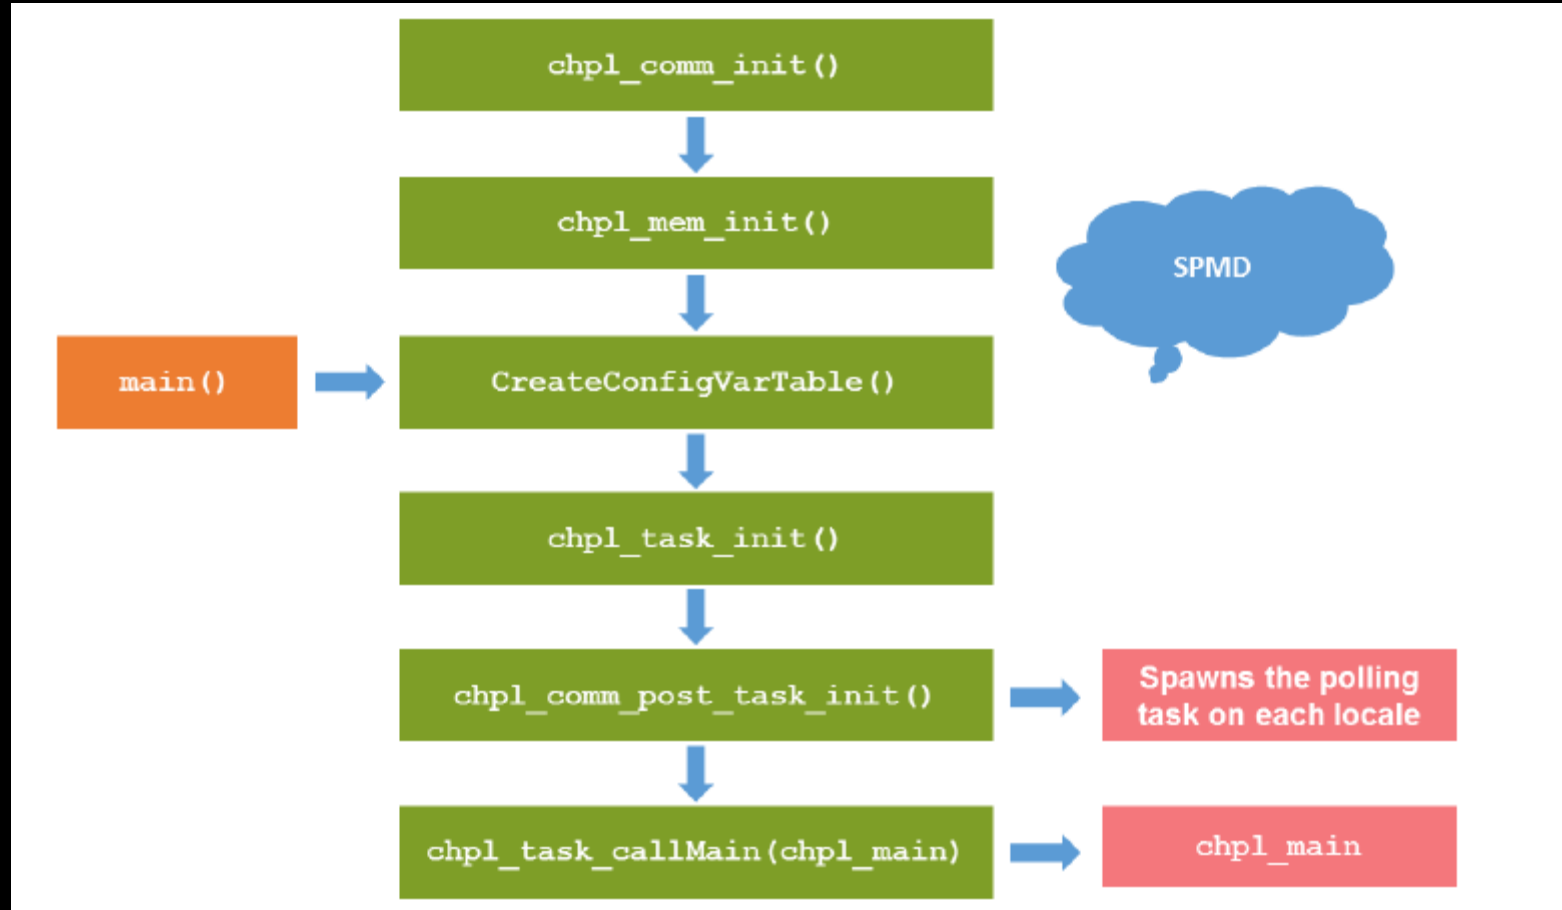 chpl_comm_init()
chpl_mem_init()
SPMD
main()
CreateConfigVarTable()
chpl_task_init()
chpl_comm_post_task_init()
Spawns the polling
task on each locale
chpl_task_callMain(chpl_main)
chpl_main